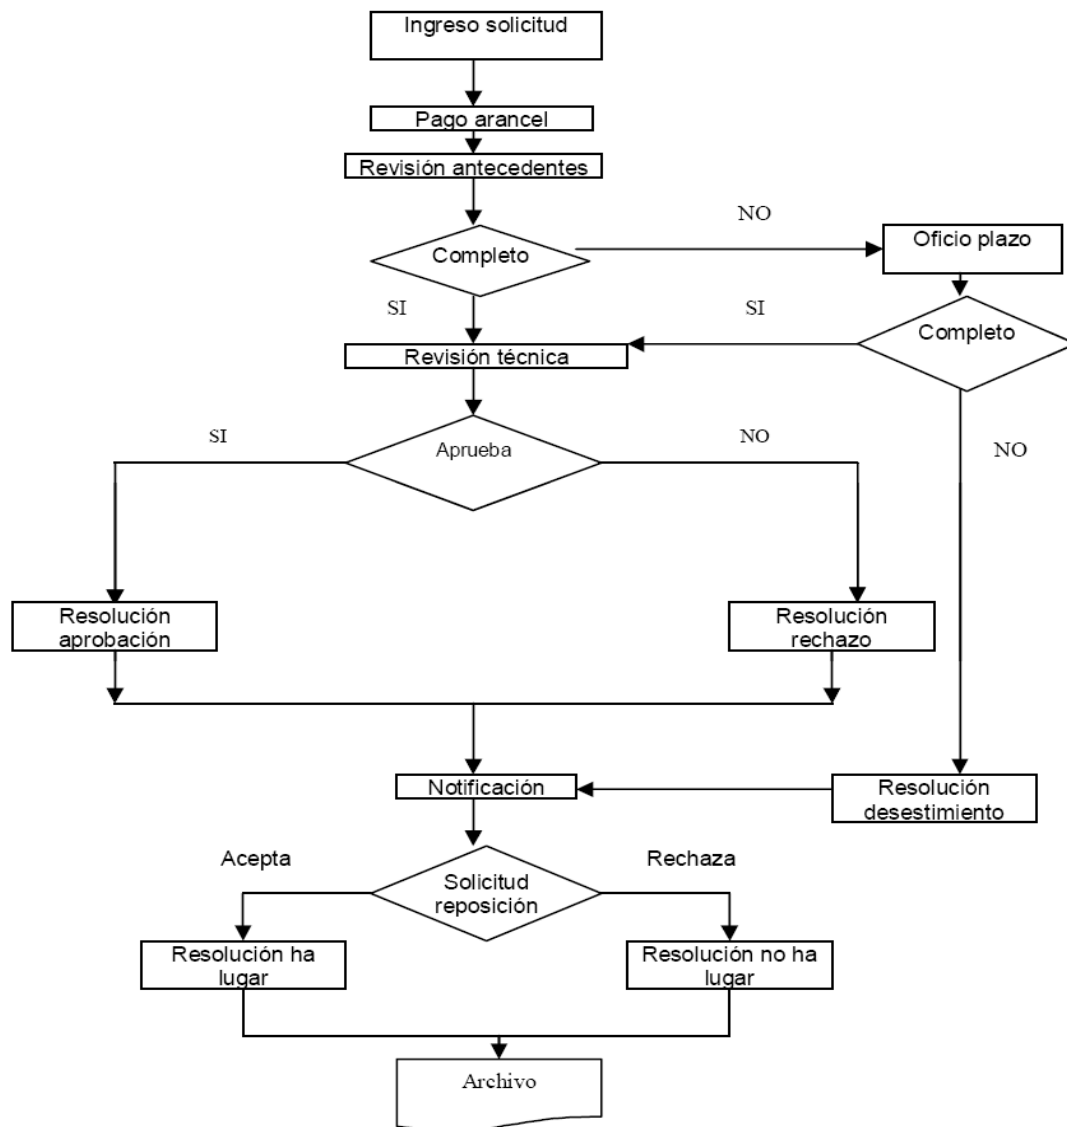 Ingreso solicitud
Pago arancel
Revisión antecedentes
NO
Completo
Oficio plazo
SI
SI
Completo
Revisión técnica
SI
Aprueba
NO
NO
Resolución
aprobación
Resolución
rechazo
Notificación
Resolución
desestimiento
Acepta
Rechaza
Solicitud
reposición
Resolución ha
lugar
Resolución no ha
lugar
Archivo